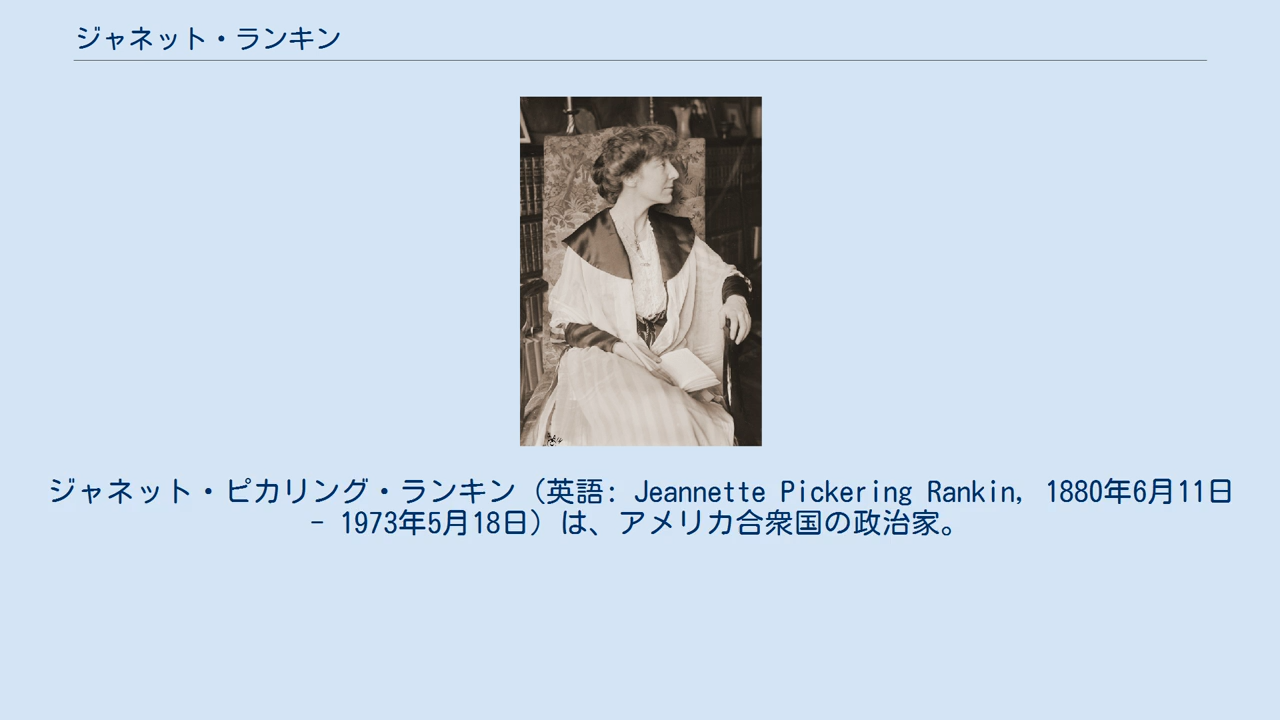 ジャネット・ランキン
ジャネット・ピカリング・ランキン（英語: Jeannette Pickering Rankin, 1880年6月11日
- 1973年5月18日）は、アメリカ合衆国の政治家。